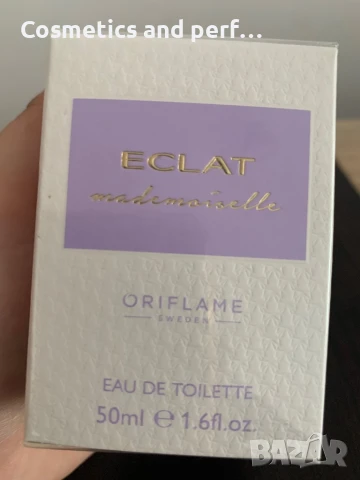 Cosmetics and perf...
ECLAT
mademoiselle
ORIFLAME
SWEDEN
EAU DE TOILETTE
50ml ℮ 1.6fl.oz.
BAZAR